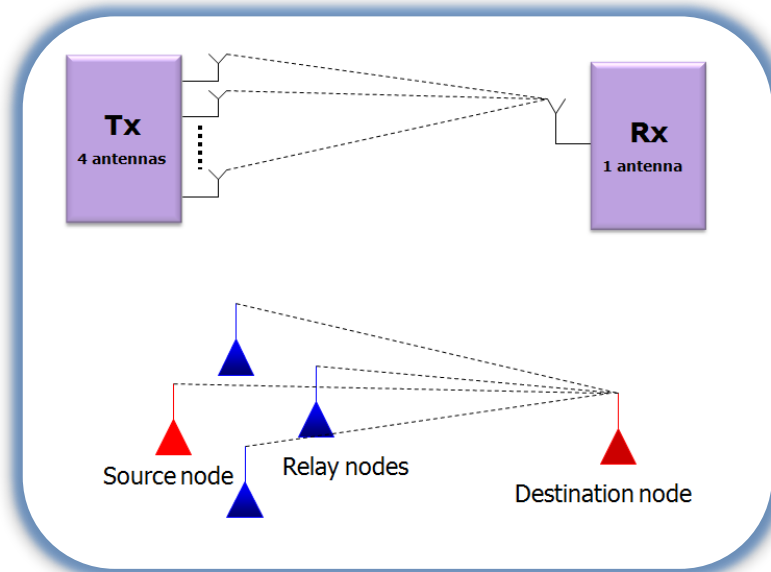 Tx
4 antennas
Rx
1 antenna
Source node
Relay nodes
Destination node